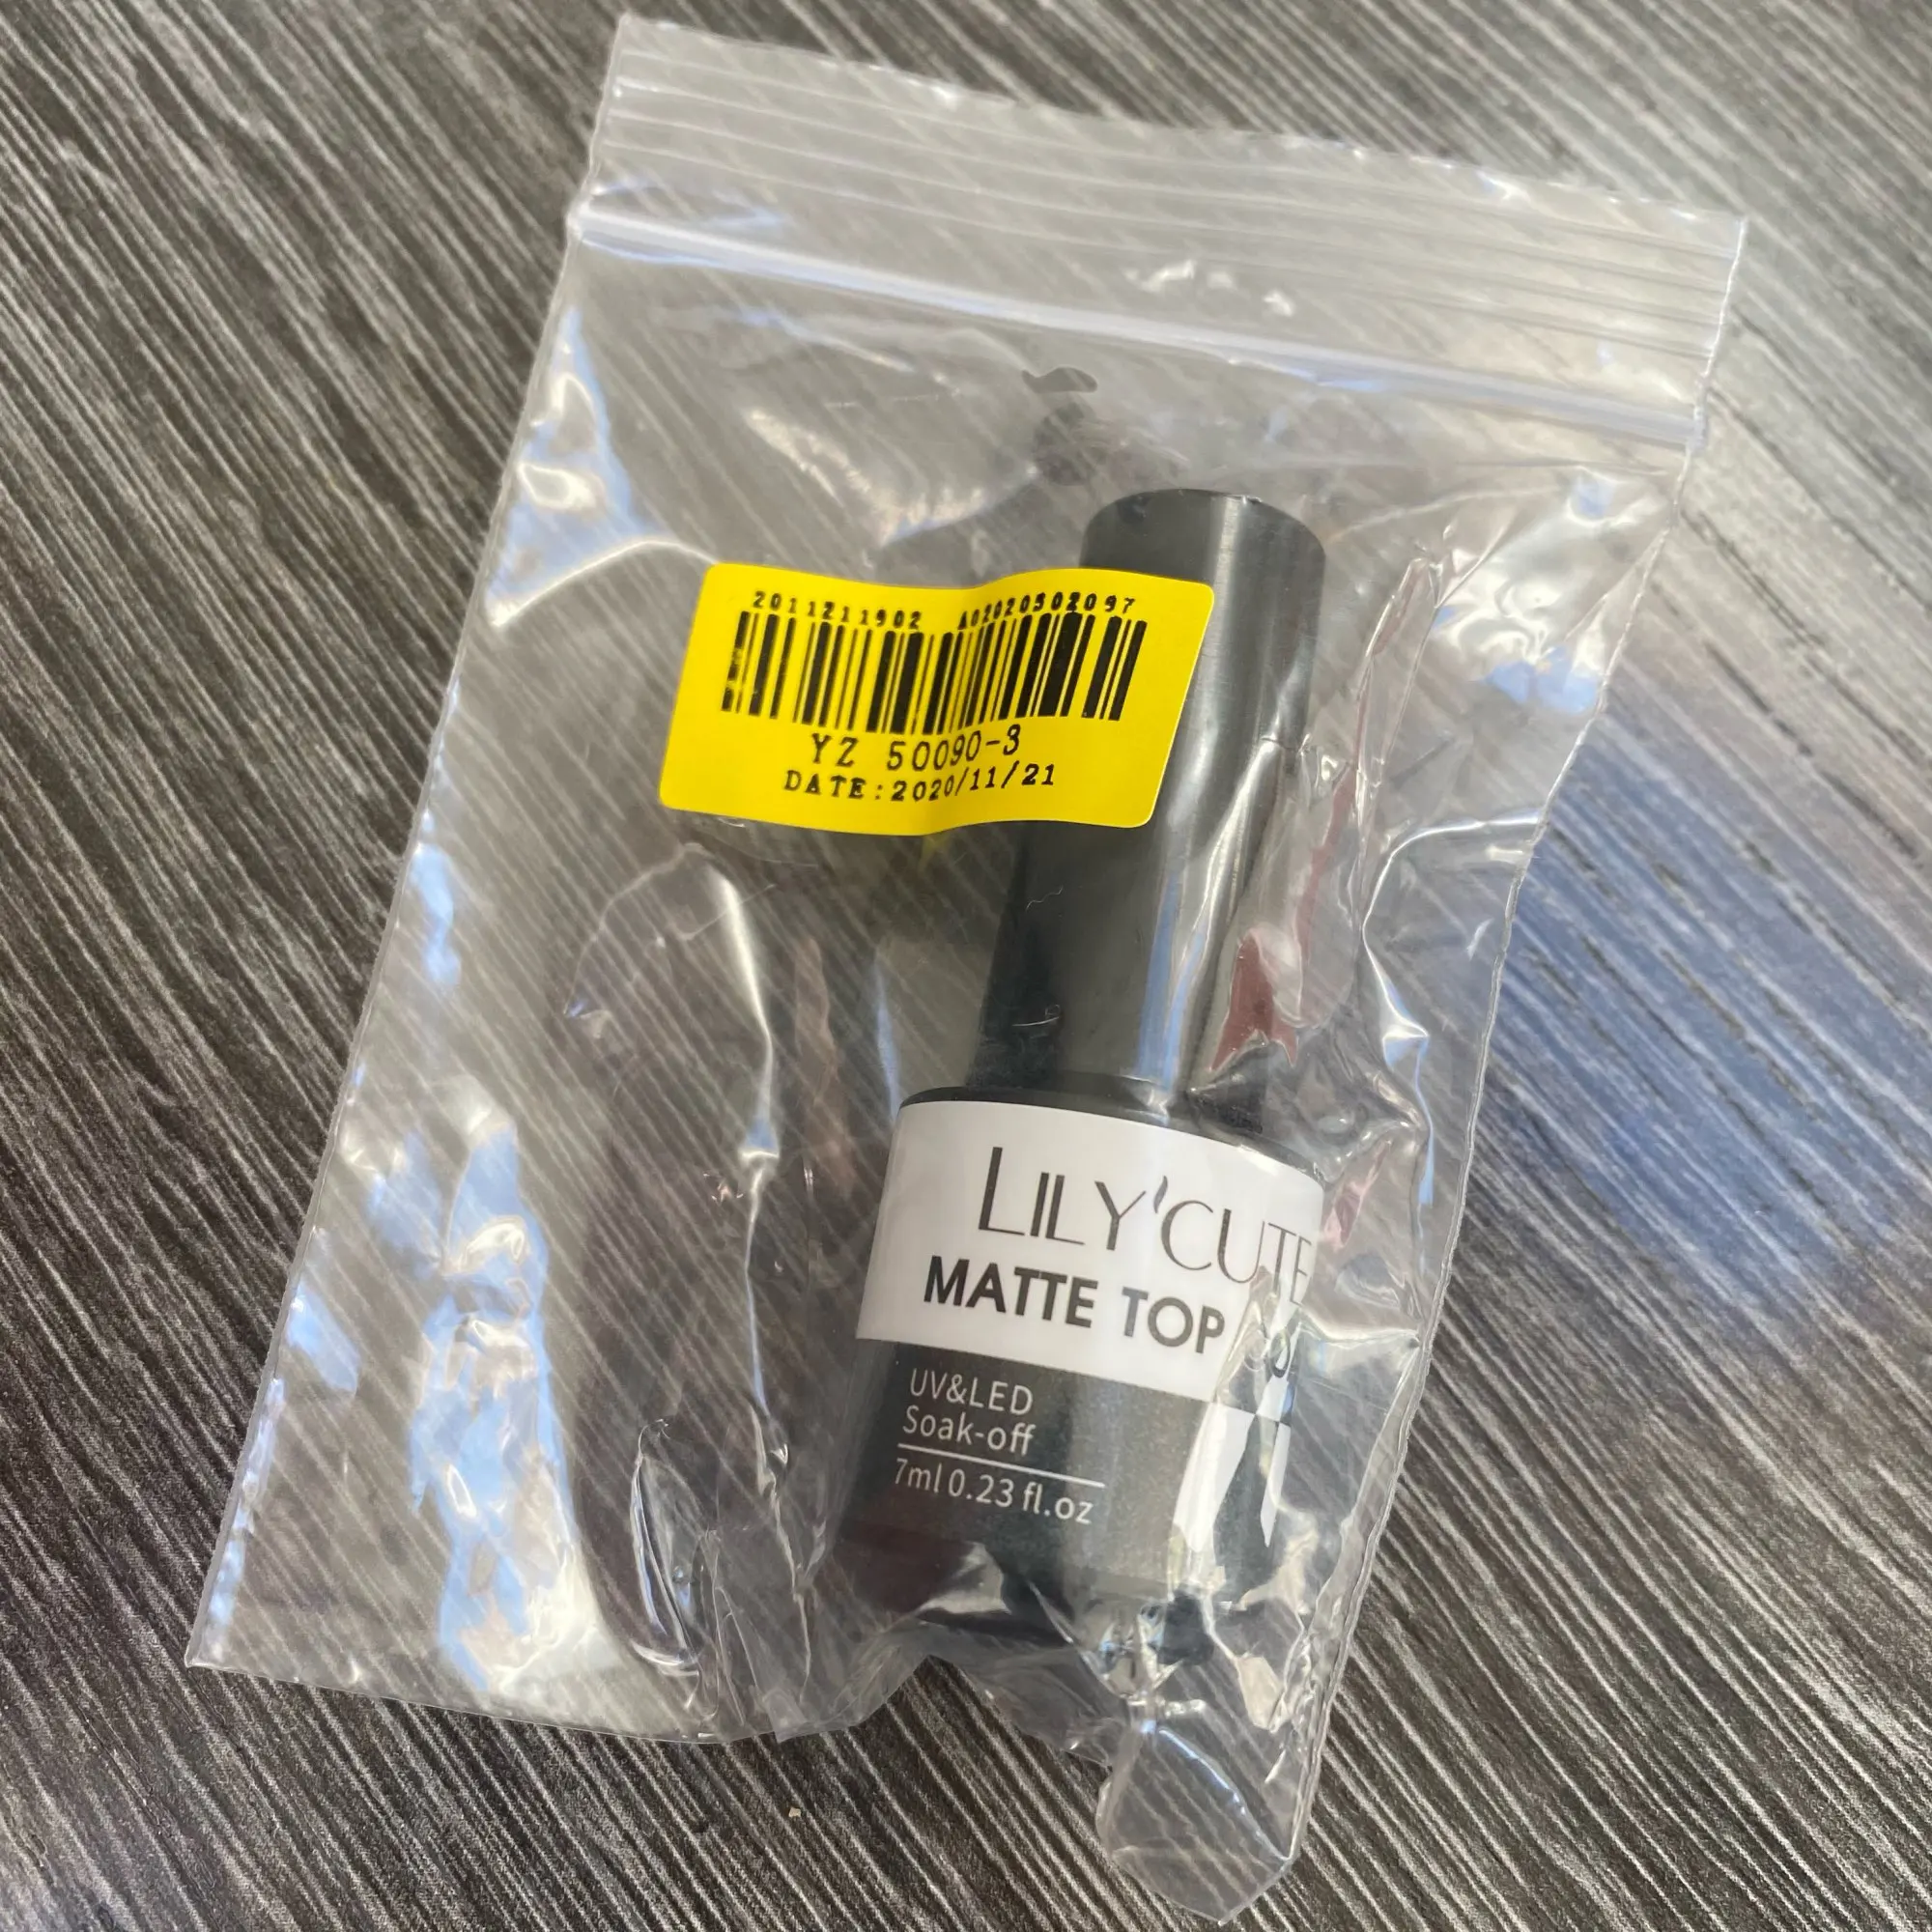 2011211902 A02020302097
YZ 50090-3
DATE:2020/11/21
LILY'CUTE
MATTE TOP
UV&LED
Soak-off
7ml 0.23 fl.oz